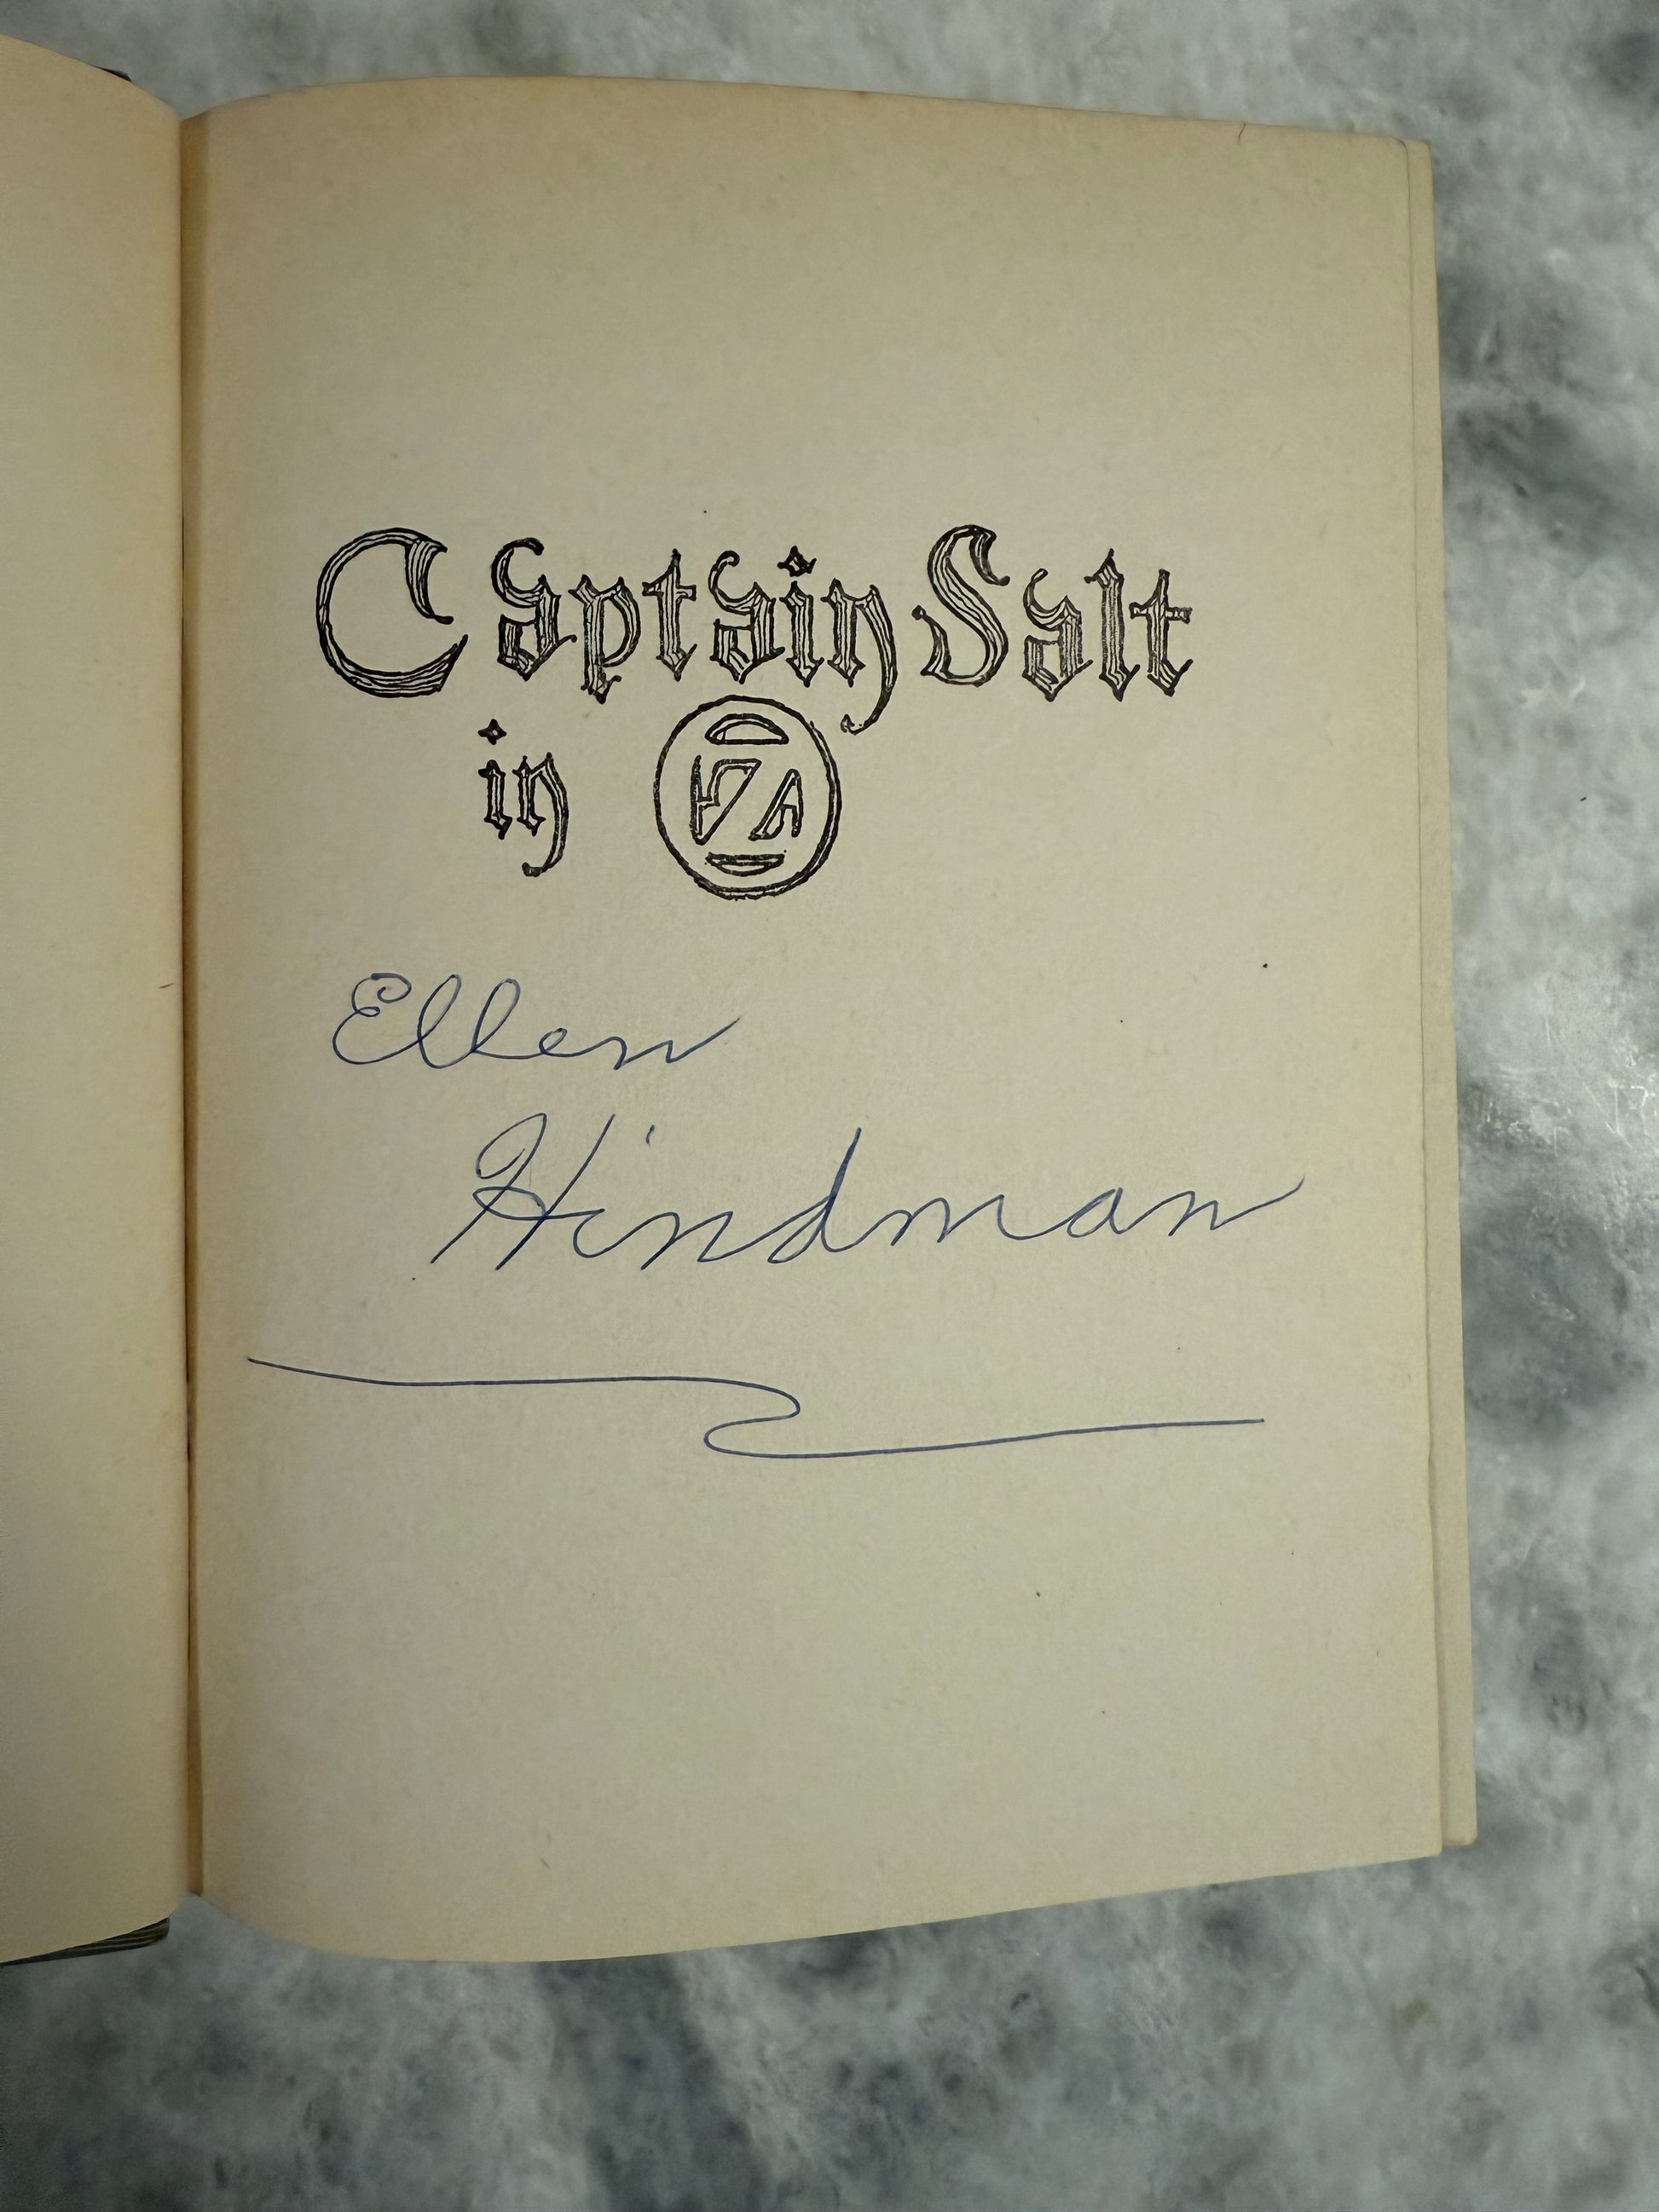 Captain Salt
in OZ
Ellen
Hindman